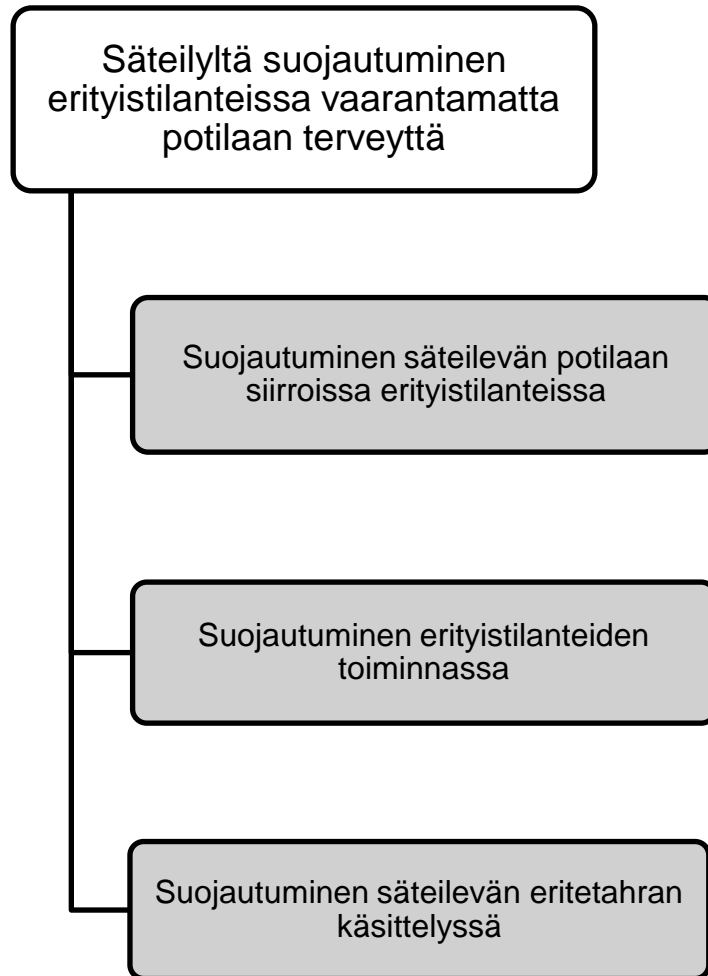 Säteilyltä suojautuminen
erityistilanteissa vaarantamatta
potilaan terveyttä
Suojautuminen säteilevän potilaan
siirroissa erityistilanteissa
Suojautuminen erityistilanteiden
toiminnassa
Suojautuminen säteilevän eritetahran
käsittelyssä